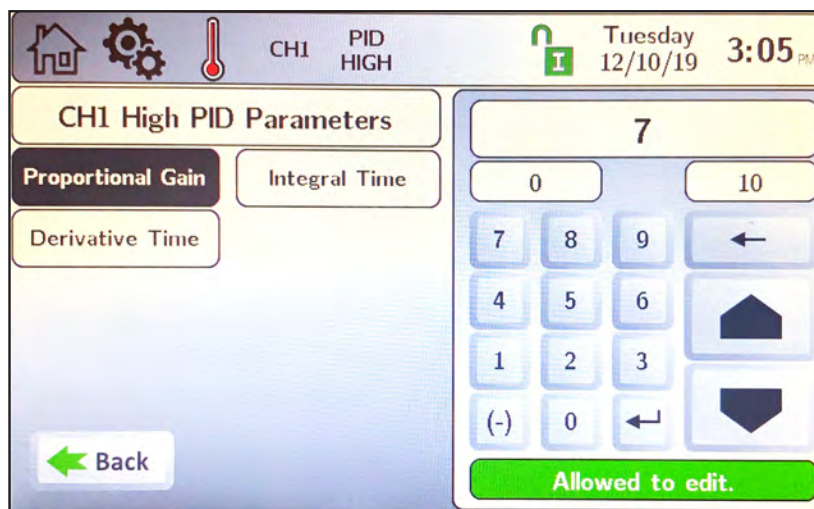 CH1
PID
HIGH
I
Tuesday
12/10/19
3:05 PM
CH1 High PID Parameters
Proportional Gain
Integral Time
Derivative Time
Back
7
0
10
7
8
9
4
5
6
1
2
3
(-)
0
Allowed to edit.